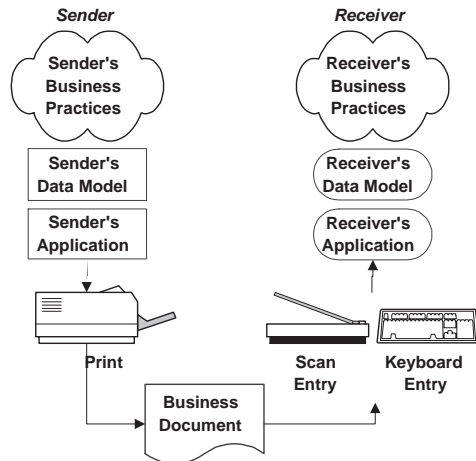 Sender
Sender's
Business
Practices
Sender's
Data Model
Sender's
Application
Print
Receiver
Receiver's
Business
Practices
Receiver's
Data Model
Receiver's
Application
Scan
Entry
Keyboard
Entry
Business
Document